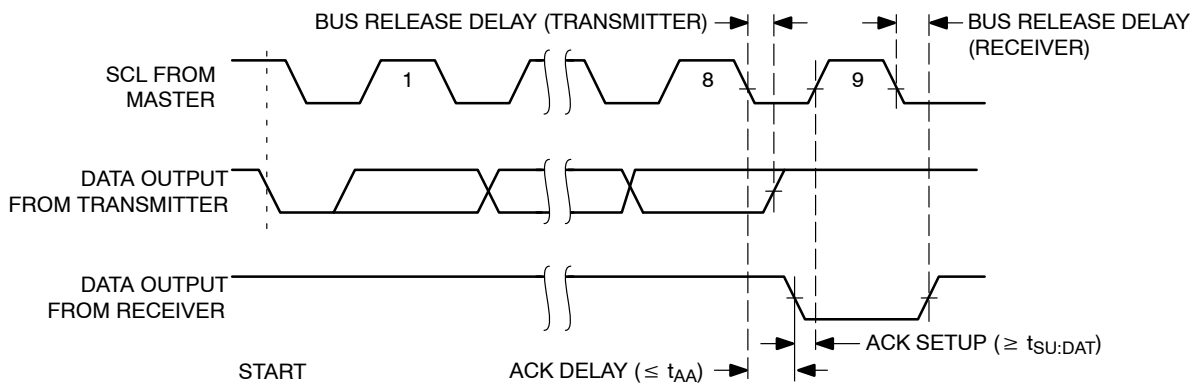 BUS RELEASE DELAY (TRANSMITTER)
BUS RELEASE DELAY
(RECEIVER)
SCL FROM
MASTER
1
8
9
DATA OUTPUT
FROM TRANSMITTER
DATA OUTPUT
FROM RECEIVER
ACK SETUP (≥ tSU:DAT)
START
ACK DELAY (≤ tAA)